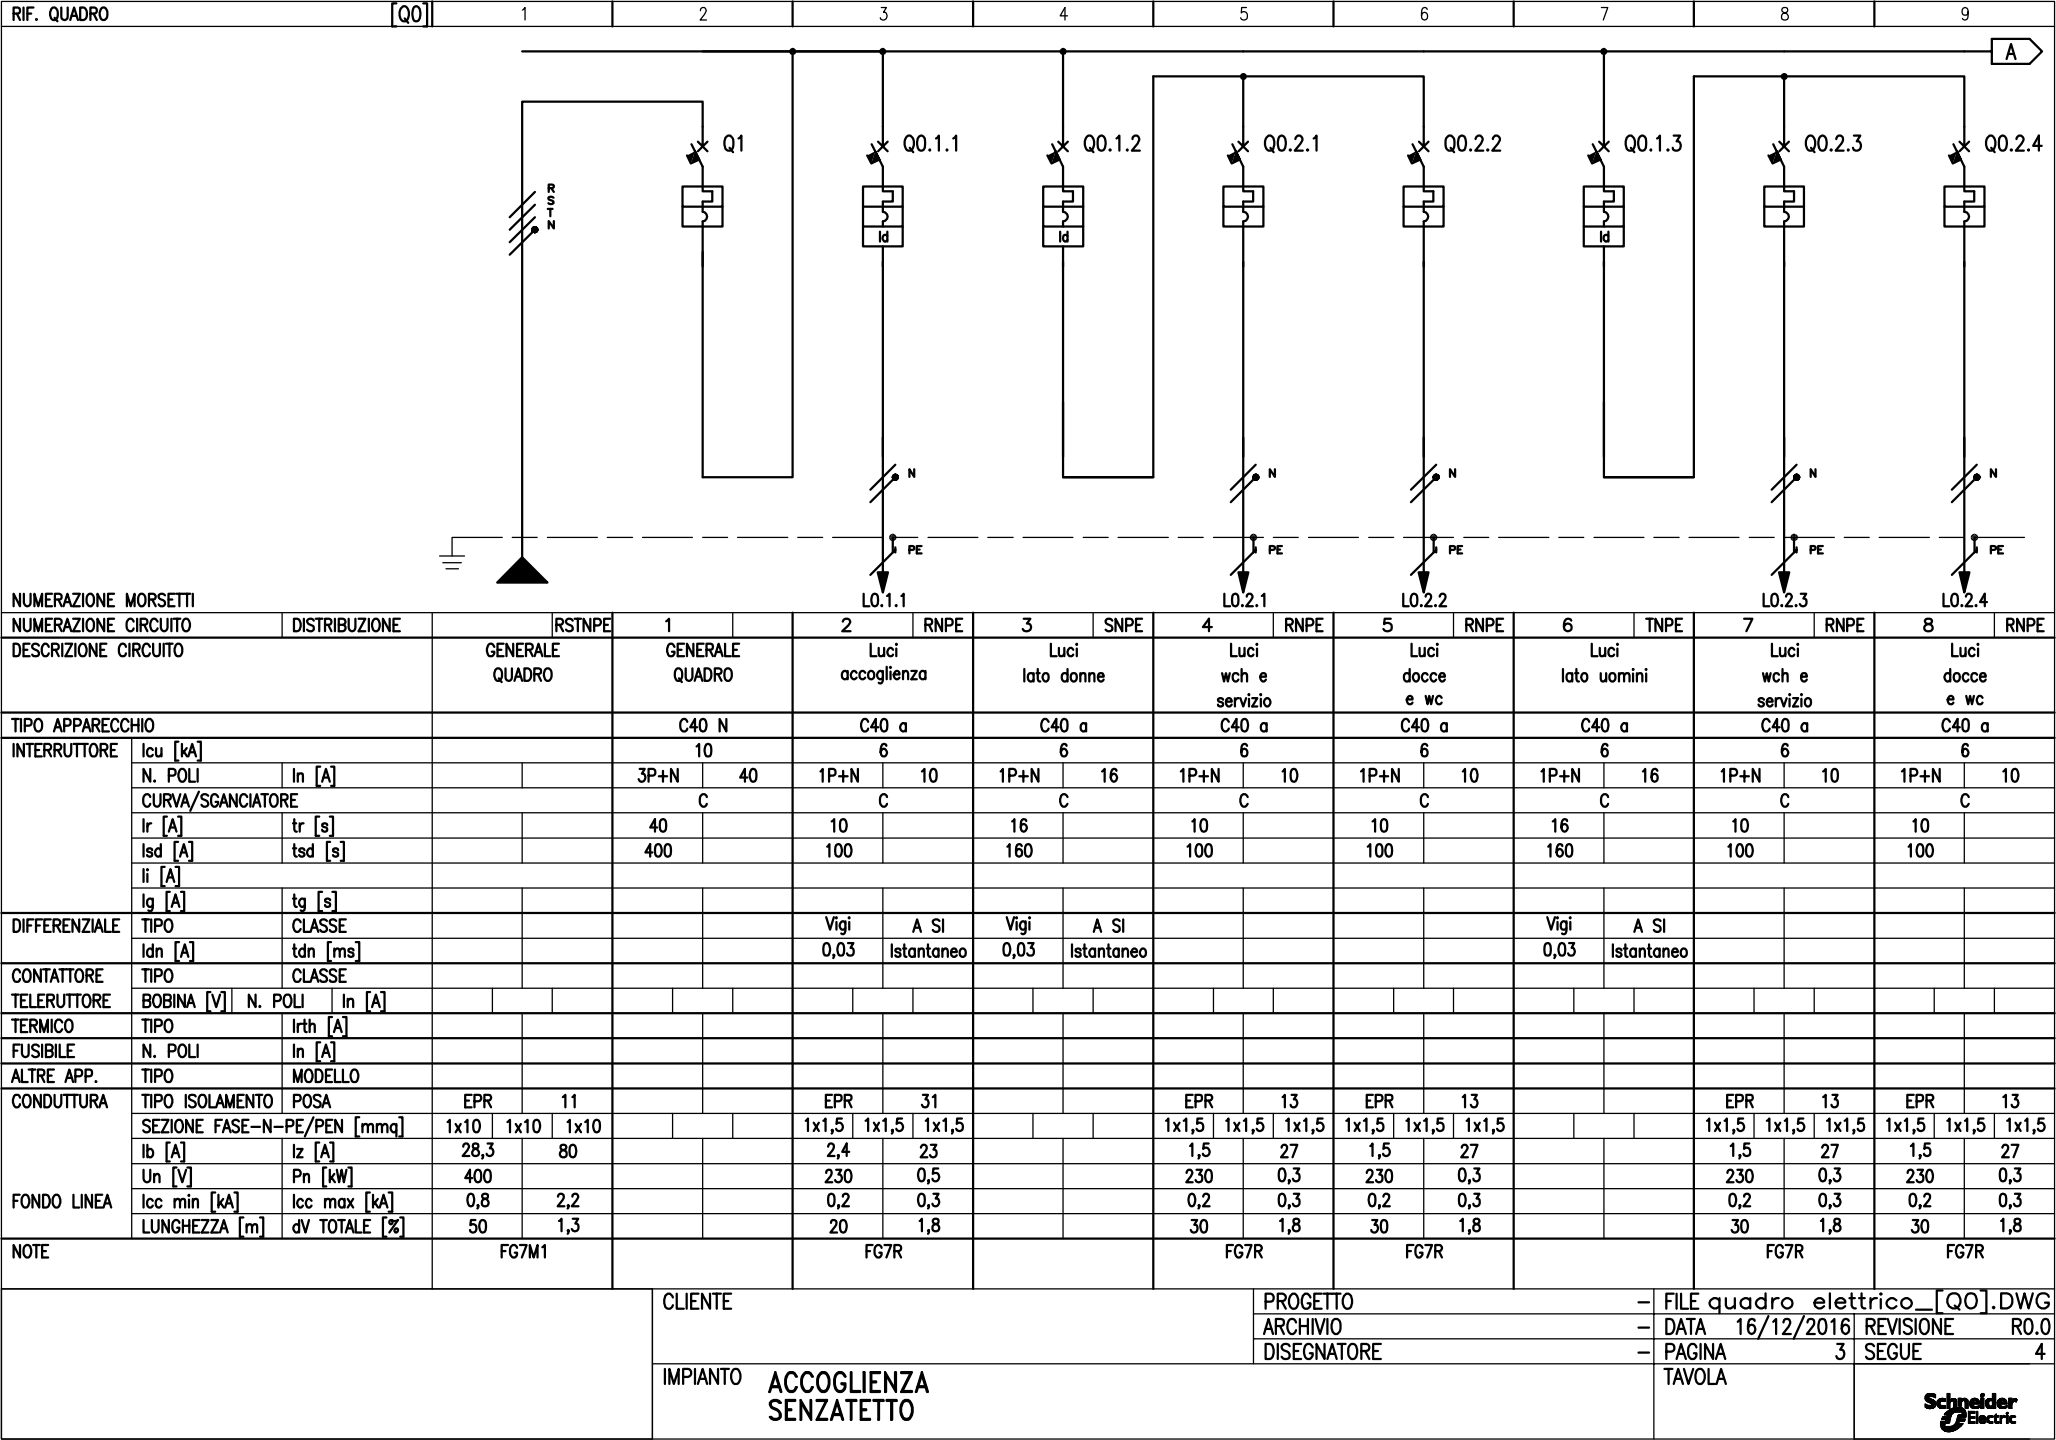 RIF. QUADRO [Q0] 1 2 3 4 5 6 7 8 9
A
Q1 Q0.1.1 Q0.1.2 Q0.2.1 Q0.2.2 Q0.1.3 Q0.2.3 Q0.2.4
R
S
T
N
Id Id Id
N N N N N
PE PE PE PE PE
NUMERAZIONE MORSETTI L0.1.1 L0.2.1 L0.2.2 L0.2.3 L0.2.4
NUMERAZIONE CIRCUITO DISTRIBUZIONE RSTNPE 1 2 RNPE 3 SNPE 4 RNPE 5 RNPE 6 TNPE 7 RNPE 8 RNPE
DESCRIZIONE CIRCUITO GENERALE GENERALE Luci Luci Luci Luci Luci Luci Luci
QUADRO QUADRO accoglienza lato donne wch e docce lato uomini wch e docce
servizio e wc servizio e wc
TIPO APPARECCHIO C40 N C40 a C40 a C40 a C40 a C40 a C40 a C40 a
INTERRUTTORE Icu [kA] 10 6 6 6 6 6 6 6
N. POLI In [A] 3P+N 40 1P+N 10 1P+N 16 1P+N 10 1P+N 10 1P+N 16 1P+N 10 1P+N 10
CURVA/SGANCIATORE C C C C C C C C
Ir [A] tr [s] 40 10 16 10 10 16 10 10
Isd [A] tsd [s] 400 100 160 100 100 160 100 100
Ii [A]
Ig [A] tg [s]
DIFFERENZIALE TIPO CLASSE Vigi A SI Vigi A SI Vigi A SI
Idn [A] tdn [ms] 0,03 Istantaneo 0,03 Istantaneo 0,03 Istantaneo
CONTATTORE TIPO CLASSE
TELERUTTORE BOBINA [V] N. POLI In [A]
TERMICO TIPO Irth [A]
FUSIBILE N. POLI In [A]
ALTRE APP. TIPO MODELLO
CONDUTTURA TIPO ISOLAMENTO POSA EPR 11 EPR 31 EPR 13 EPR 13 EPR 13 EPR 13
SEZIONE FASE-N-PE/PEN [mmq] 1x10 1x10 1x10 1x1,5 1x1,5 1x1,5 1x1,5 1x1,5 1x1,5 1x1,5 1x1,5 1x1,5 1x1,5 1x1,5 1x1,5 1x1,5 1x1,5 1x1,5
Ib [A] Iz [A] 28,3 80 2,4 23 1,5 27 1,5 27 1,5 27 1,5 27
Un [V] Pn [kW] 400 230 0,5 230 0,3 230 0,3 230 0,3 230 0,3
FONDO LINEA Icc min [kA] Icc max [kA] 0,8 2,2 0,2 0,3 0,2 0,3 0,2 0,3 0,2 0,3 0,2 0,3
LUNGHEZZA [m] dV TOTALE [%] 50 1,3 20 1,8 30 1,8 30 1,8 30 1,8 30 1,8
NOTE FG7M1 FG7R FG7R FG7R FG7R FG7R
CLIENTE PROGETTO - FILE quadro elettrico_[Q0].DWG
ARCHIVIO - DATA 16/12/2016 REVISIONE R0.0
DISEGNATORE - PAGINA 3 SEGUE 4
IMPIANTO ACCOGLIENZA TAVOLA
SENZATETTO
Schneider
Electric